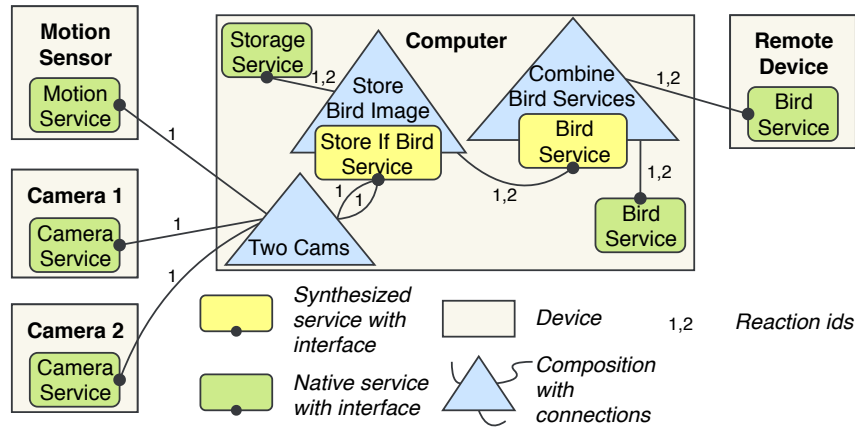 Motion
Sensor
Motion
Service
1
Camera 1
Camera
Service
1
Camera 2
Camera
Service
1
Computer
Storage
Service
1,2
Store
Bird Image
Store If Bird
Service
1
1
Two Cams
1,2
Combine
Bird Services
Bird
Service
1,2
Bird
Service
1,2
Remote
Device
Bird
Service
Synthesized
service with
interface
Native service
with interface
Device
Composition
with
connections
1,2
Reaction ids